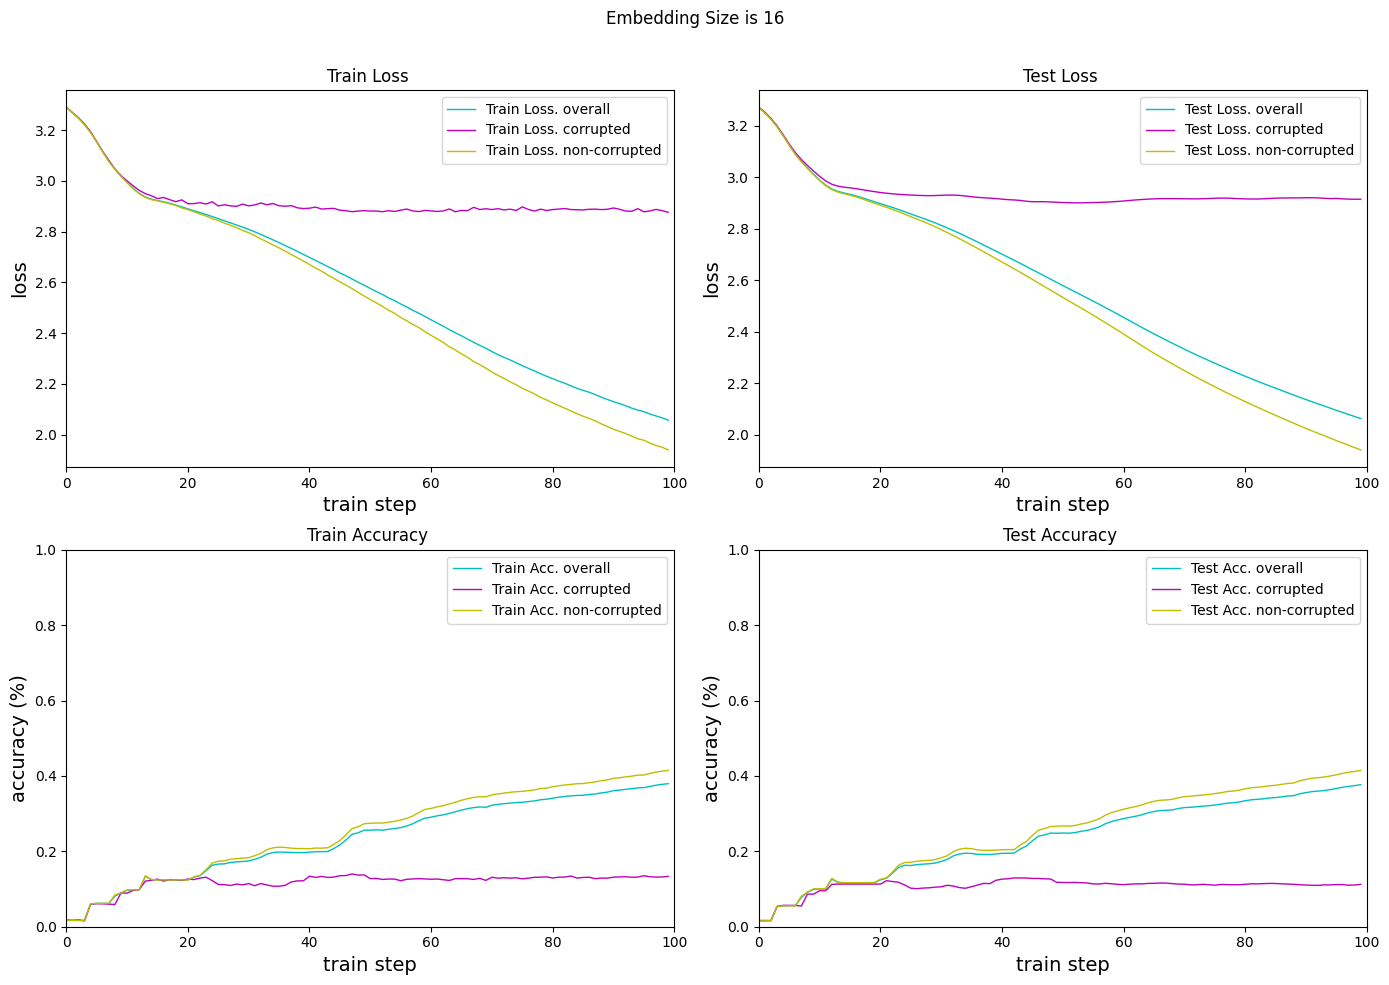 Embedding Size is 16
Train Loss
Train Loss. overall
Train Loss. corrupted
Train Loss. non-corrupted
3.2
3.0
2.8
2.6
2.4
2.2
2.0
loss
0 20 40 60 80 100
train step
Test Loss
Test Loss. overall
Test Loss. corrupted
Test Loss. non-corrupted
3.2
3.0
2.8
2.6
2.4
2.2
2.0
loss
0 20 40 60 80 100
train step
Train Accuracy
Train Acc. overall
Train Acc. corrupted
Train Acc. non-corrupted
1.0
0.8
0.6
0.4
0.2
0.0
accuracy (%)
0 20 40 60 80 100
train step
Test Accuracy
Test Acc. overall
Test Acc. corrupted
Test Acc. non-corrupted
1.0
0.8
0.6
0.4
0.2
0.0
accuracy (%)
0 20 40 60 80 100
train step